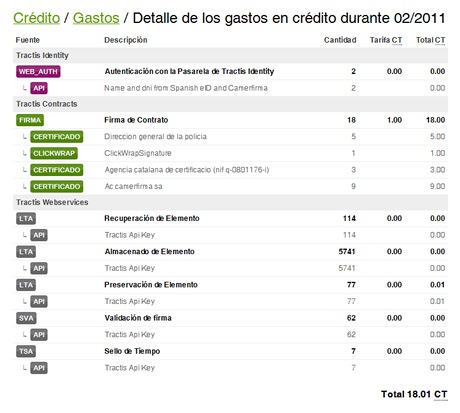 Crédito / Gastos / Detalle de los gastos en crédito durante 02/2011
Fuente Descripción Cantidad Tarifa CT Total CT
Tractis Identity
WEB_AUTH Autenticación con la Pasarela de Tractis Identity 2 0.00 0.00
↳ API Name and dni from Spanish eID and Camerfirma 2 0.00
Tractis Contracts
FIRMA Firma de Contrato 18 1.00 18.00
↳ CERTIFICADO Direccion general de la policia 5 5.00
↳ CLICKWRAP ClickWrapSignature 1 1.00
↳ CERTIFICADO Agencia catalana de certificacio (nif q-0801176-i) 3 3.00
↳ CERTIFICADO Ac camerfirma sa 9 9.00
Tractis Webservices
LTA Recuperación de Elemento 114 0.00 0.00
↳ API Tractis Api Key 114 0.00
LTA Almacenado de Elemento 5741 0.00 0.00
↳ API Tractis Api Key 5741 0.00
LTA Preservación de Elemento 77 0.00 0.01
↳ API Tractis Api Key 77 0.01
SVA Validación de firma 62 0.00 0.00
↳ API Tractis Api Key 62 0.00
TSA Sello de Tiempo 7 0.00 0.00
↳ API Tractis Api Key 7 0.00
Total 18.01 CT